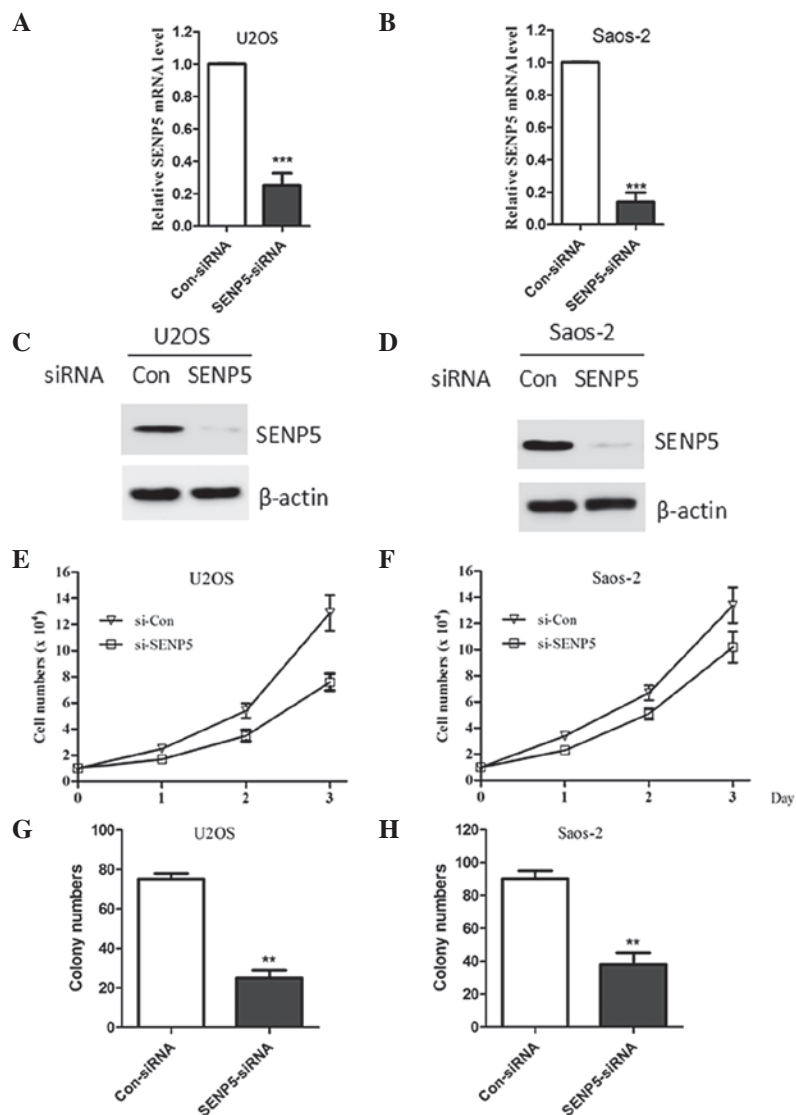 A
U2OS
Relative SENP5 mRNA level
1.2
1.0
0.8
0.6
0.4
0.2
0.0
***
Con-siRNA
SENP5-siRNA
B
Saos-2
Relative SENP5 mRNA level
1.2
1.0
0.8
0.6
0.4
0.2
0.0
***
Con-siRNA
SENP5-siRNA
C
U2OS
siRNA Con SENP5
SENP5
β-actin
D
Saos-2
siRNA Con SENP5
SENP5
β-actin
E
U2OS
Cell numbers (x 10⁴)
16
14
12
10
8
6
4
2
0
si-Con
si-SENP5
0 1 2 3
F
Saos-2
Cell numbers (x 10⁴)
16
14
12
10
8
6
4
2
0
si-Con
si-SENP5
0 1 2 3 Day
G
U2OS
Colony numbers
100
80
60
40
20
0
**
Con-siRNA
SENP5-siRNA
H
Saos-2
Colony numbers
120
100
80
60
40
20
0
**
Con-siRNA
SENP5-siRNA